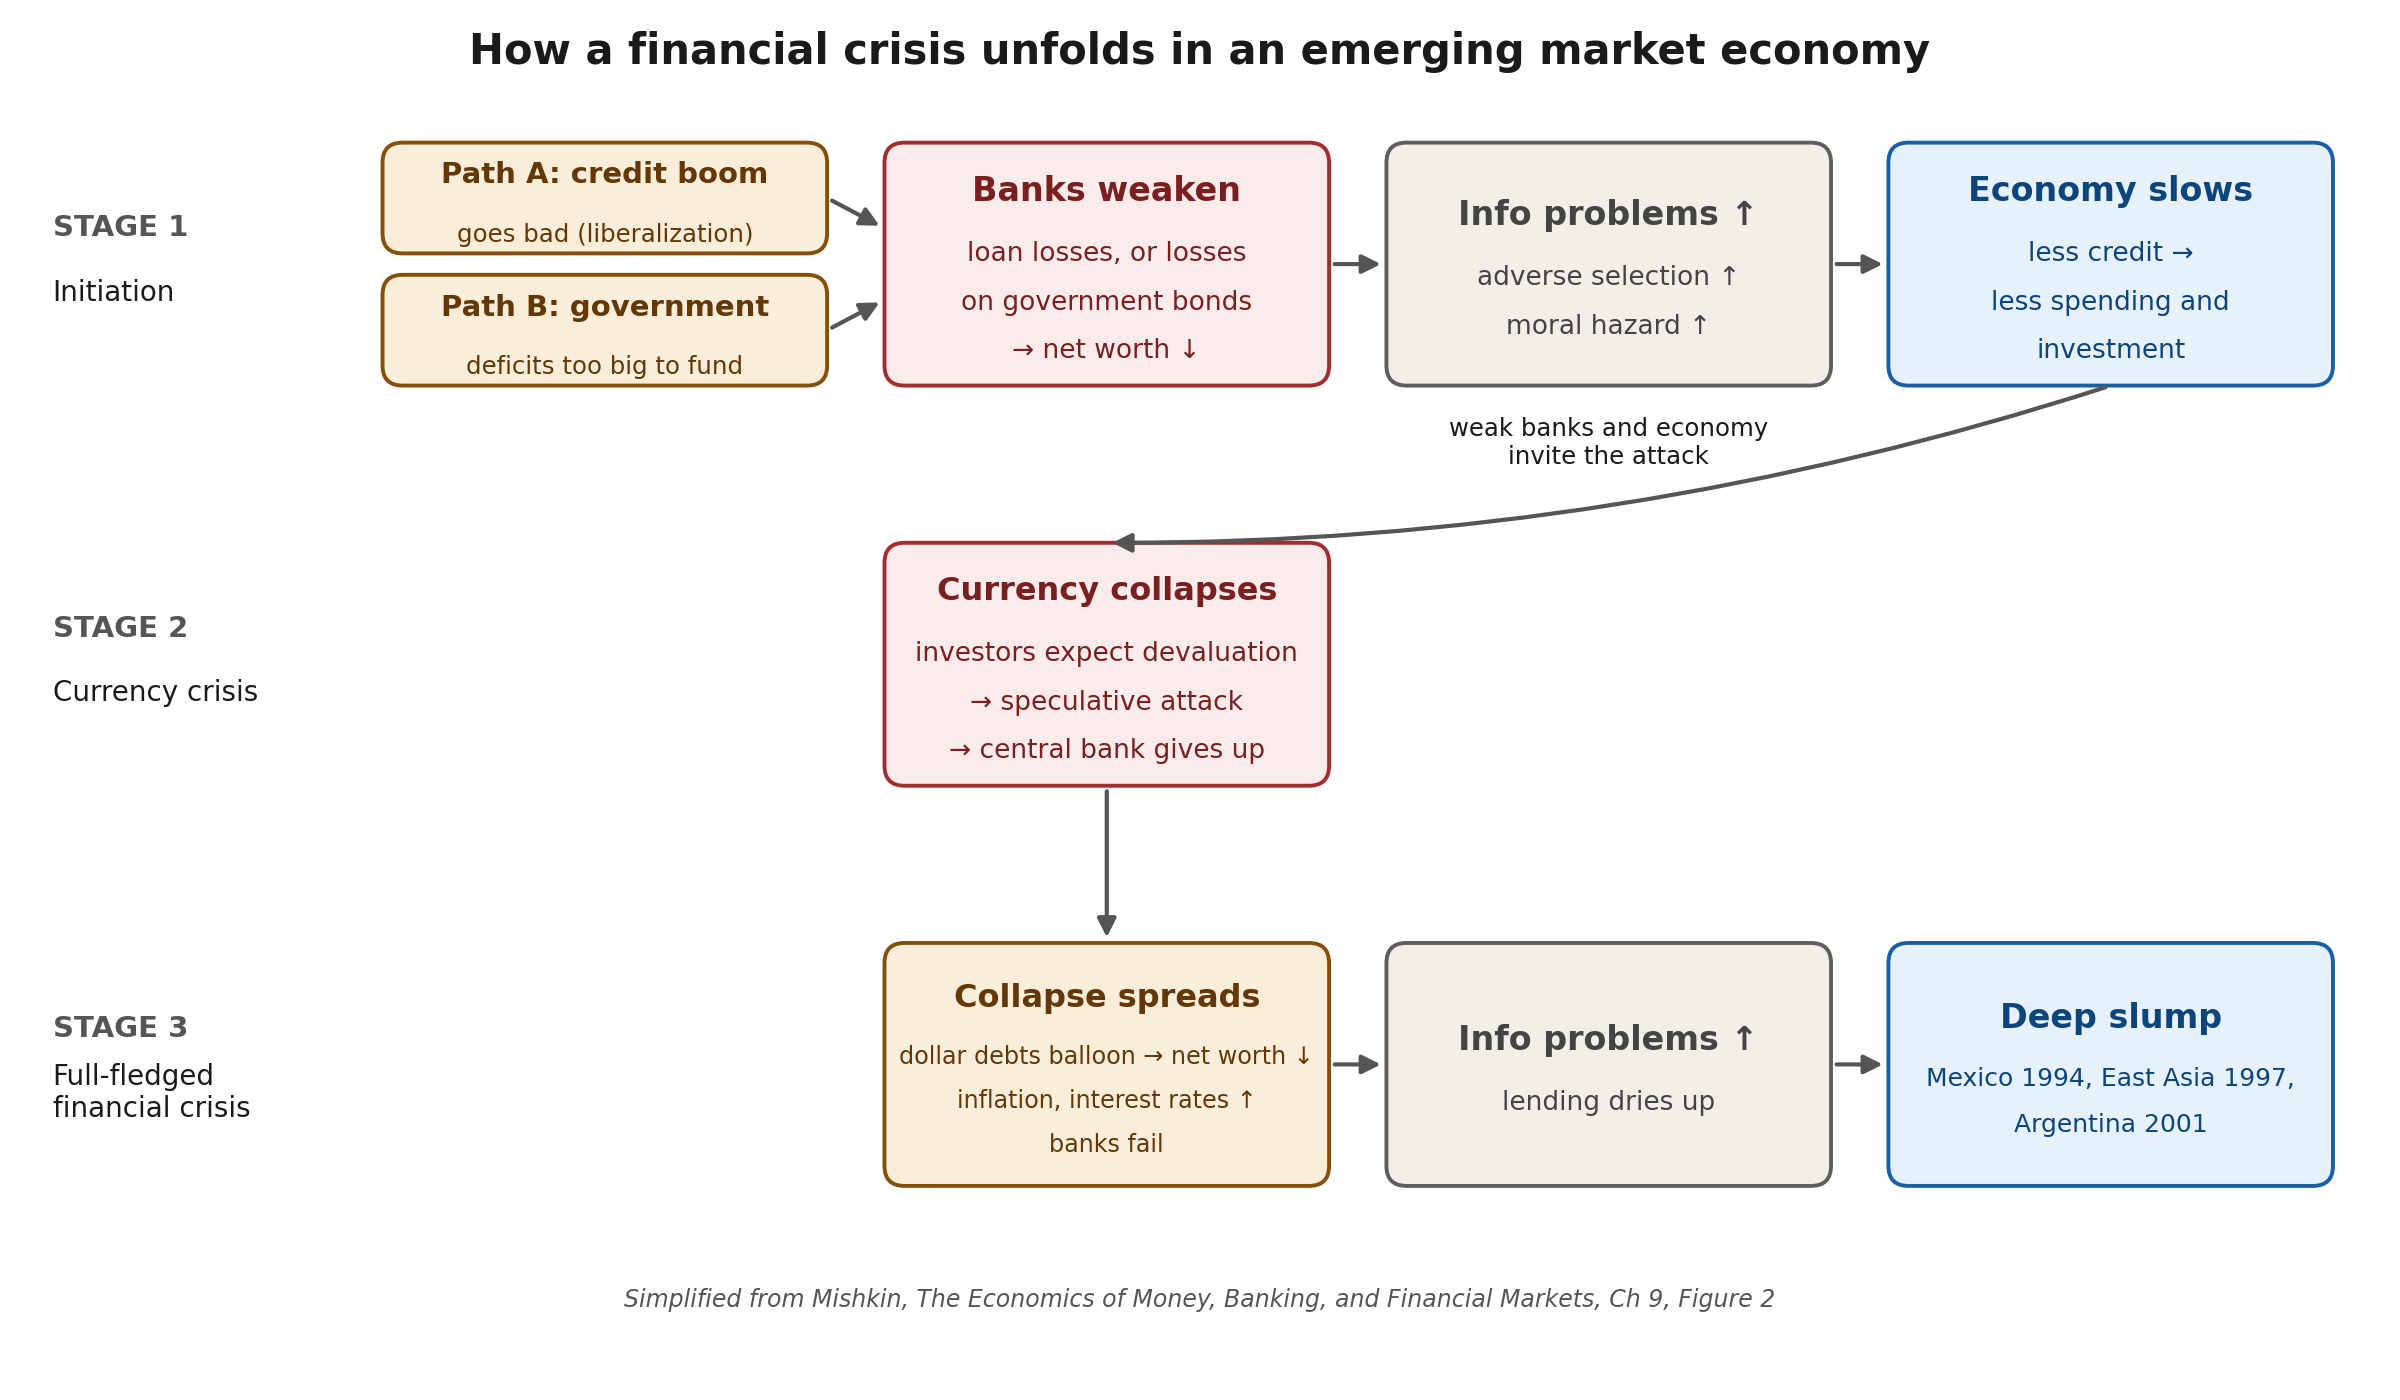 How a financial crisis unfolds in an emerging market economy
STAGE 1
Initiation
Path A: credit boom
goes bad (liberalization)
Path B: government
deficits too big to fund
Banks weaken
loan losses, or losses
on government bonds
→ net worth ↓
Info problems ↑
adverse selection ↑
moral hazard ↑
Economy slows
less credit →
less spending and
investment
weak banks and economy
invite the attack
STAGE 2
Currency crisis
Currency collapses
investors expect devaluation
→ speculative attack
→ central bank gives up
STAGE 3
Full-fledged
financial crisis
Collapse spreads
dollar debts balloon → net worth ↓
inflation, interest rates ↑
banks fail
Info problems ↑
lending dries up
Deep slump
Mexico 1994, East Asia 1997,
Argentina 2001
Simplified from Mishkin, The Economics of Money, Banking, and Financial Markets, Ch 9, Figure 2